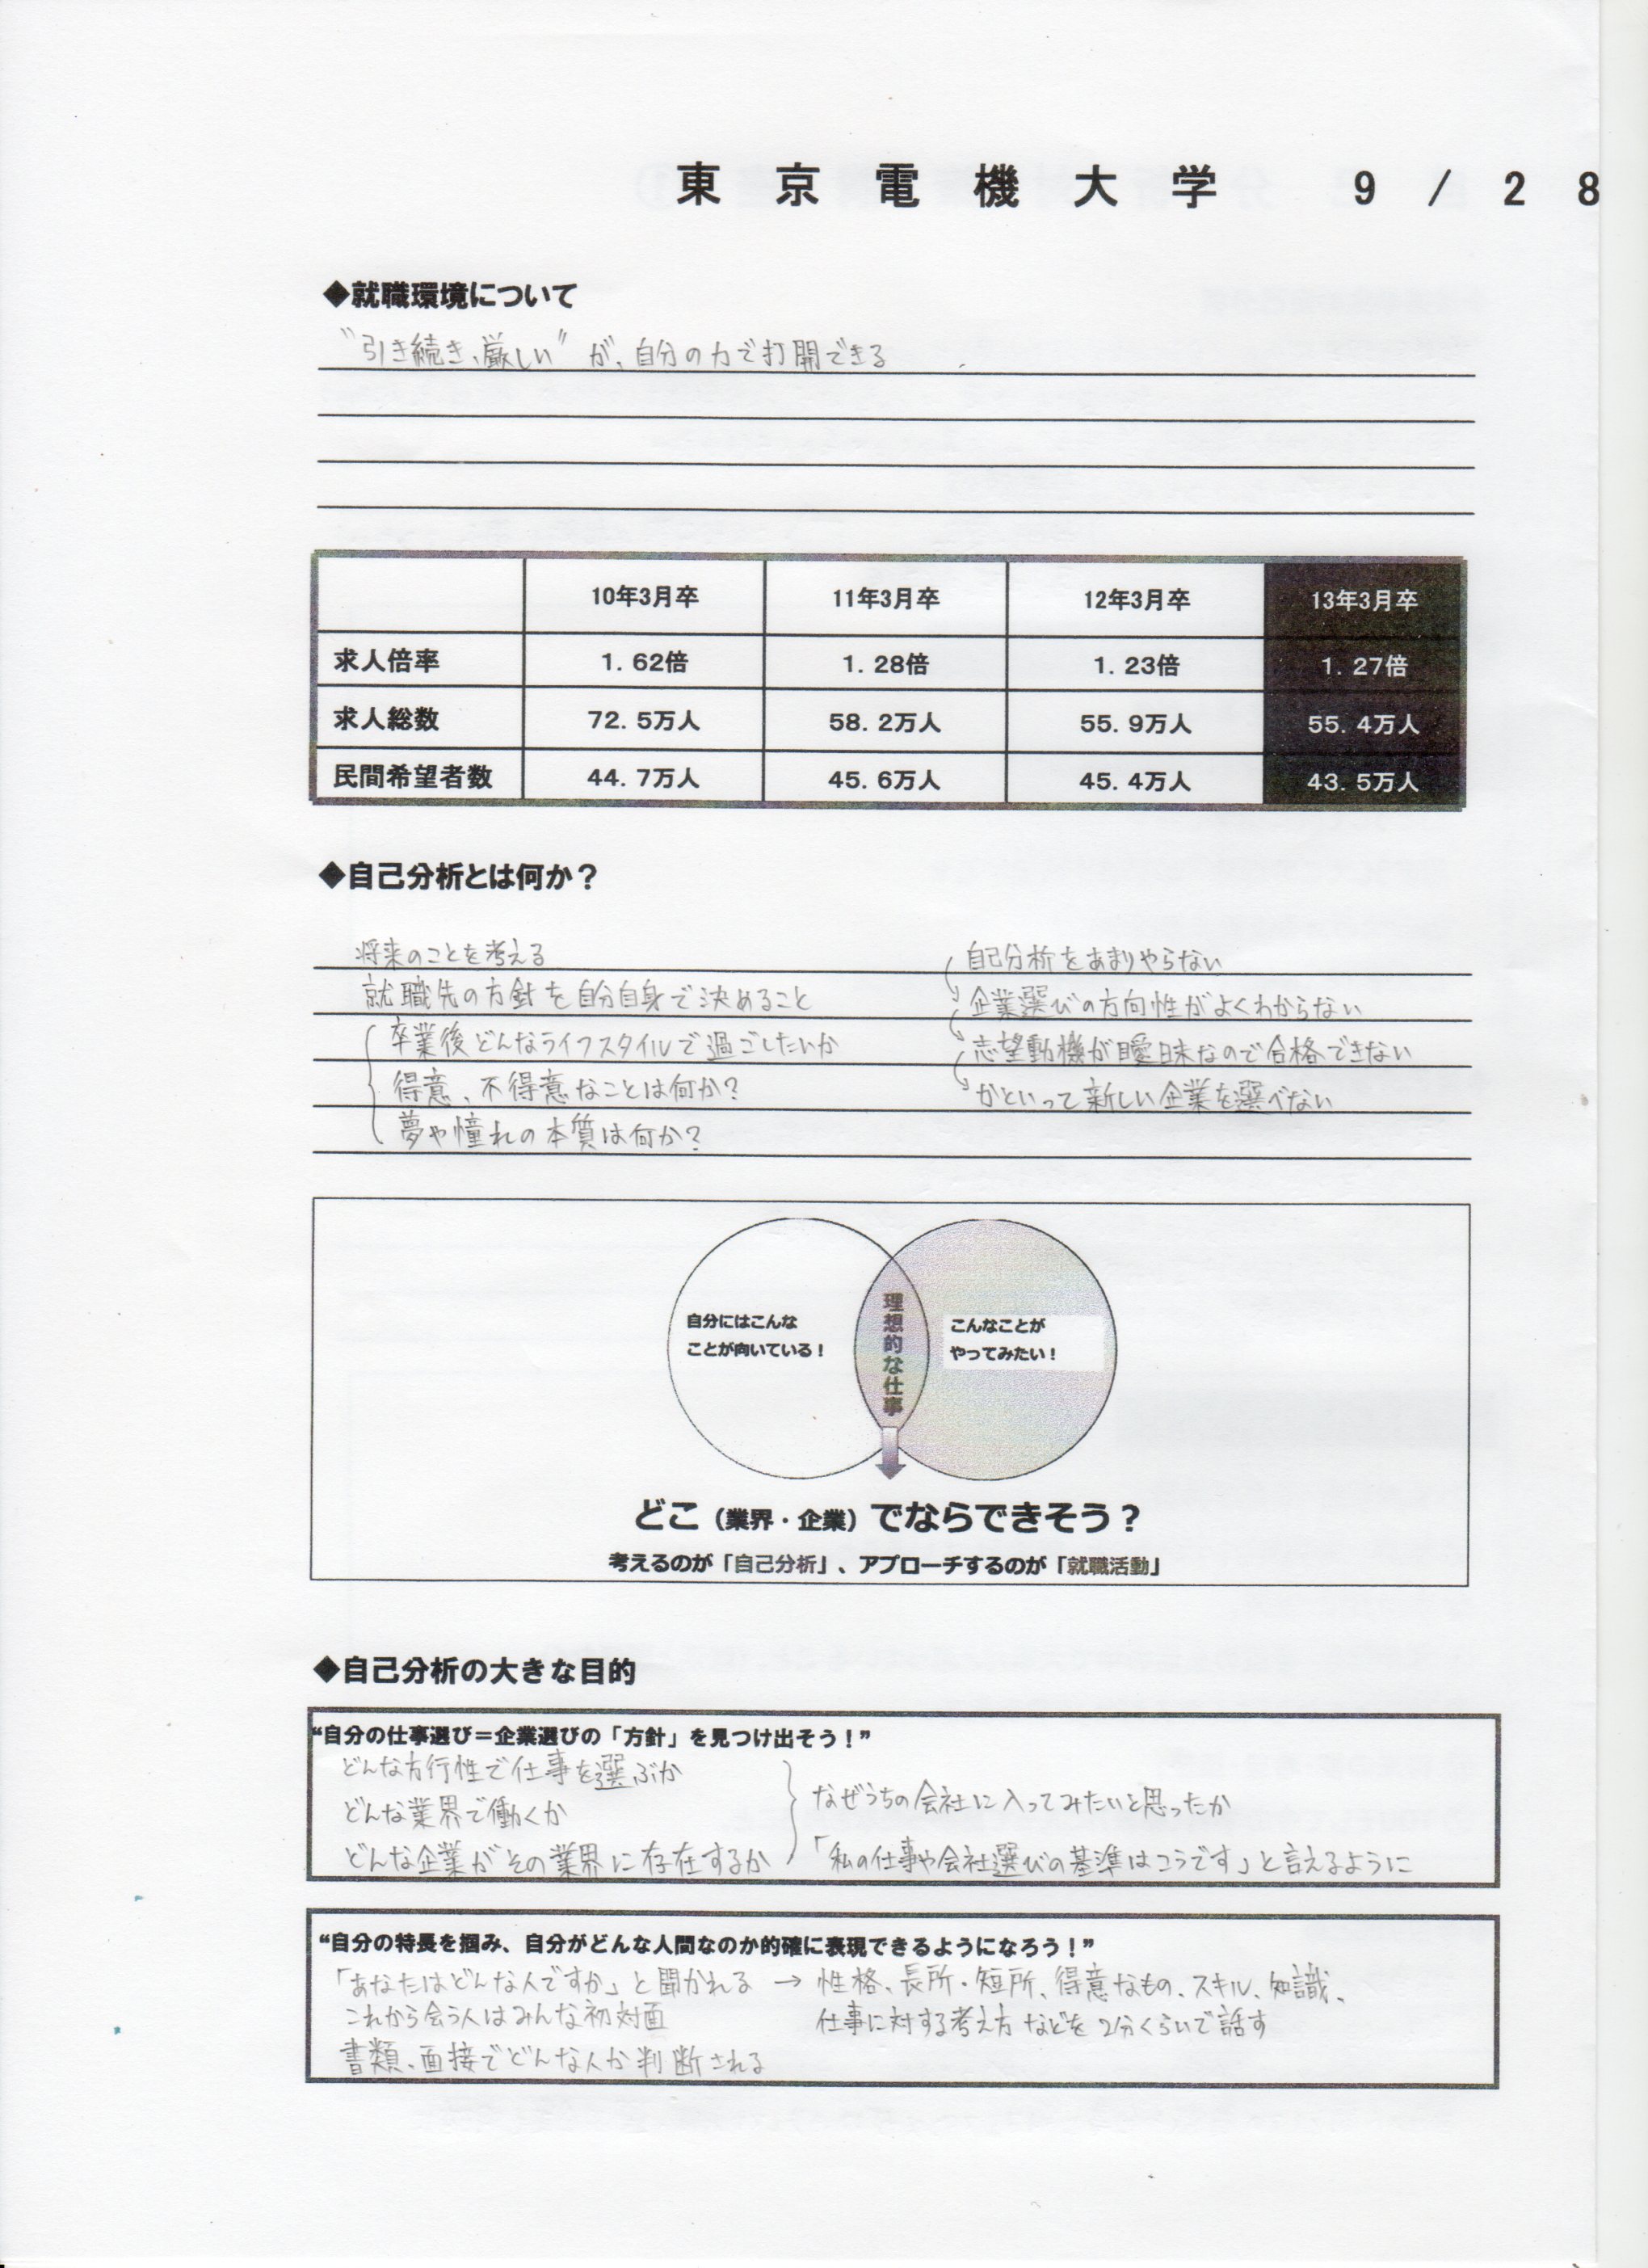 東京電機大学 9/28
◆就職環境について
"引き続き、厳しい"が、自分の力で打開できる
10年3月卒 11年3月卒 12年3月卒 13年3月卒
求人倍率 1.62倍 1.28倍 1.23倍 1.27倍
求人総数 72.5万人 58.2万人 55.9万人 55.4万人
民間希望者数 44.7万人 45.6万人 45.4万人 43.5万人
◆自己分析とは何か？
将来のことを考える
就職先の方針を自分自身で決めること
卒業後どんなライフスタイルで過ごしたいか
得意、不得意なことは何か？
夢や憧れの本質は何か？
自己分析をあまりやらない
企業選びの方向性がよくわからない
志望動機が曖昧なので合格できない
かといって新しい企業を選べない
自分にはこんな
ことが向いている！
理想的な仕事
こんなことが
やってみたい！
どこ（業界・企業）でならできそう？
考えるのが「自己分析」、アプローチするのが「就職活動」
◆自己分析の大きな目的
“自分の仕事選び＝企業選びの「方針」を見つけ出そう！”
どんな方行性で仕事を選ぶか
どんな業界で働くか
どんな企業がその業界に存在するか
なぜうちの会社に入ってみたいと思ったか
「私の仕事や会社選びの基準はコうです」と言えるように
“自分の特長を掴み、自分がどんな人間なのか的確に表現できるようになろう！”
「あなたはどんな人ですか」と聞かれる → 性格、長所・短所、得意なもの、スキル、知識、
これから会う人はみんな初対面 仕事に対する考え方などを2分くらいで話す
書類、面接でどんな人か判断される